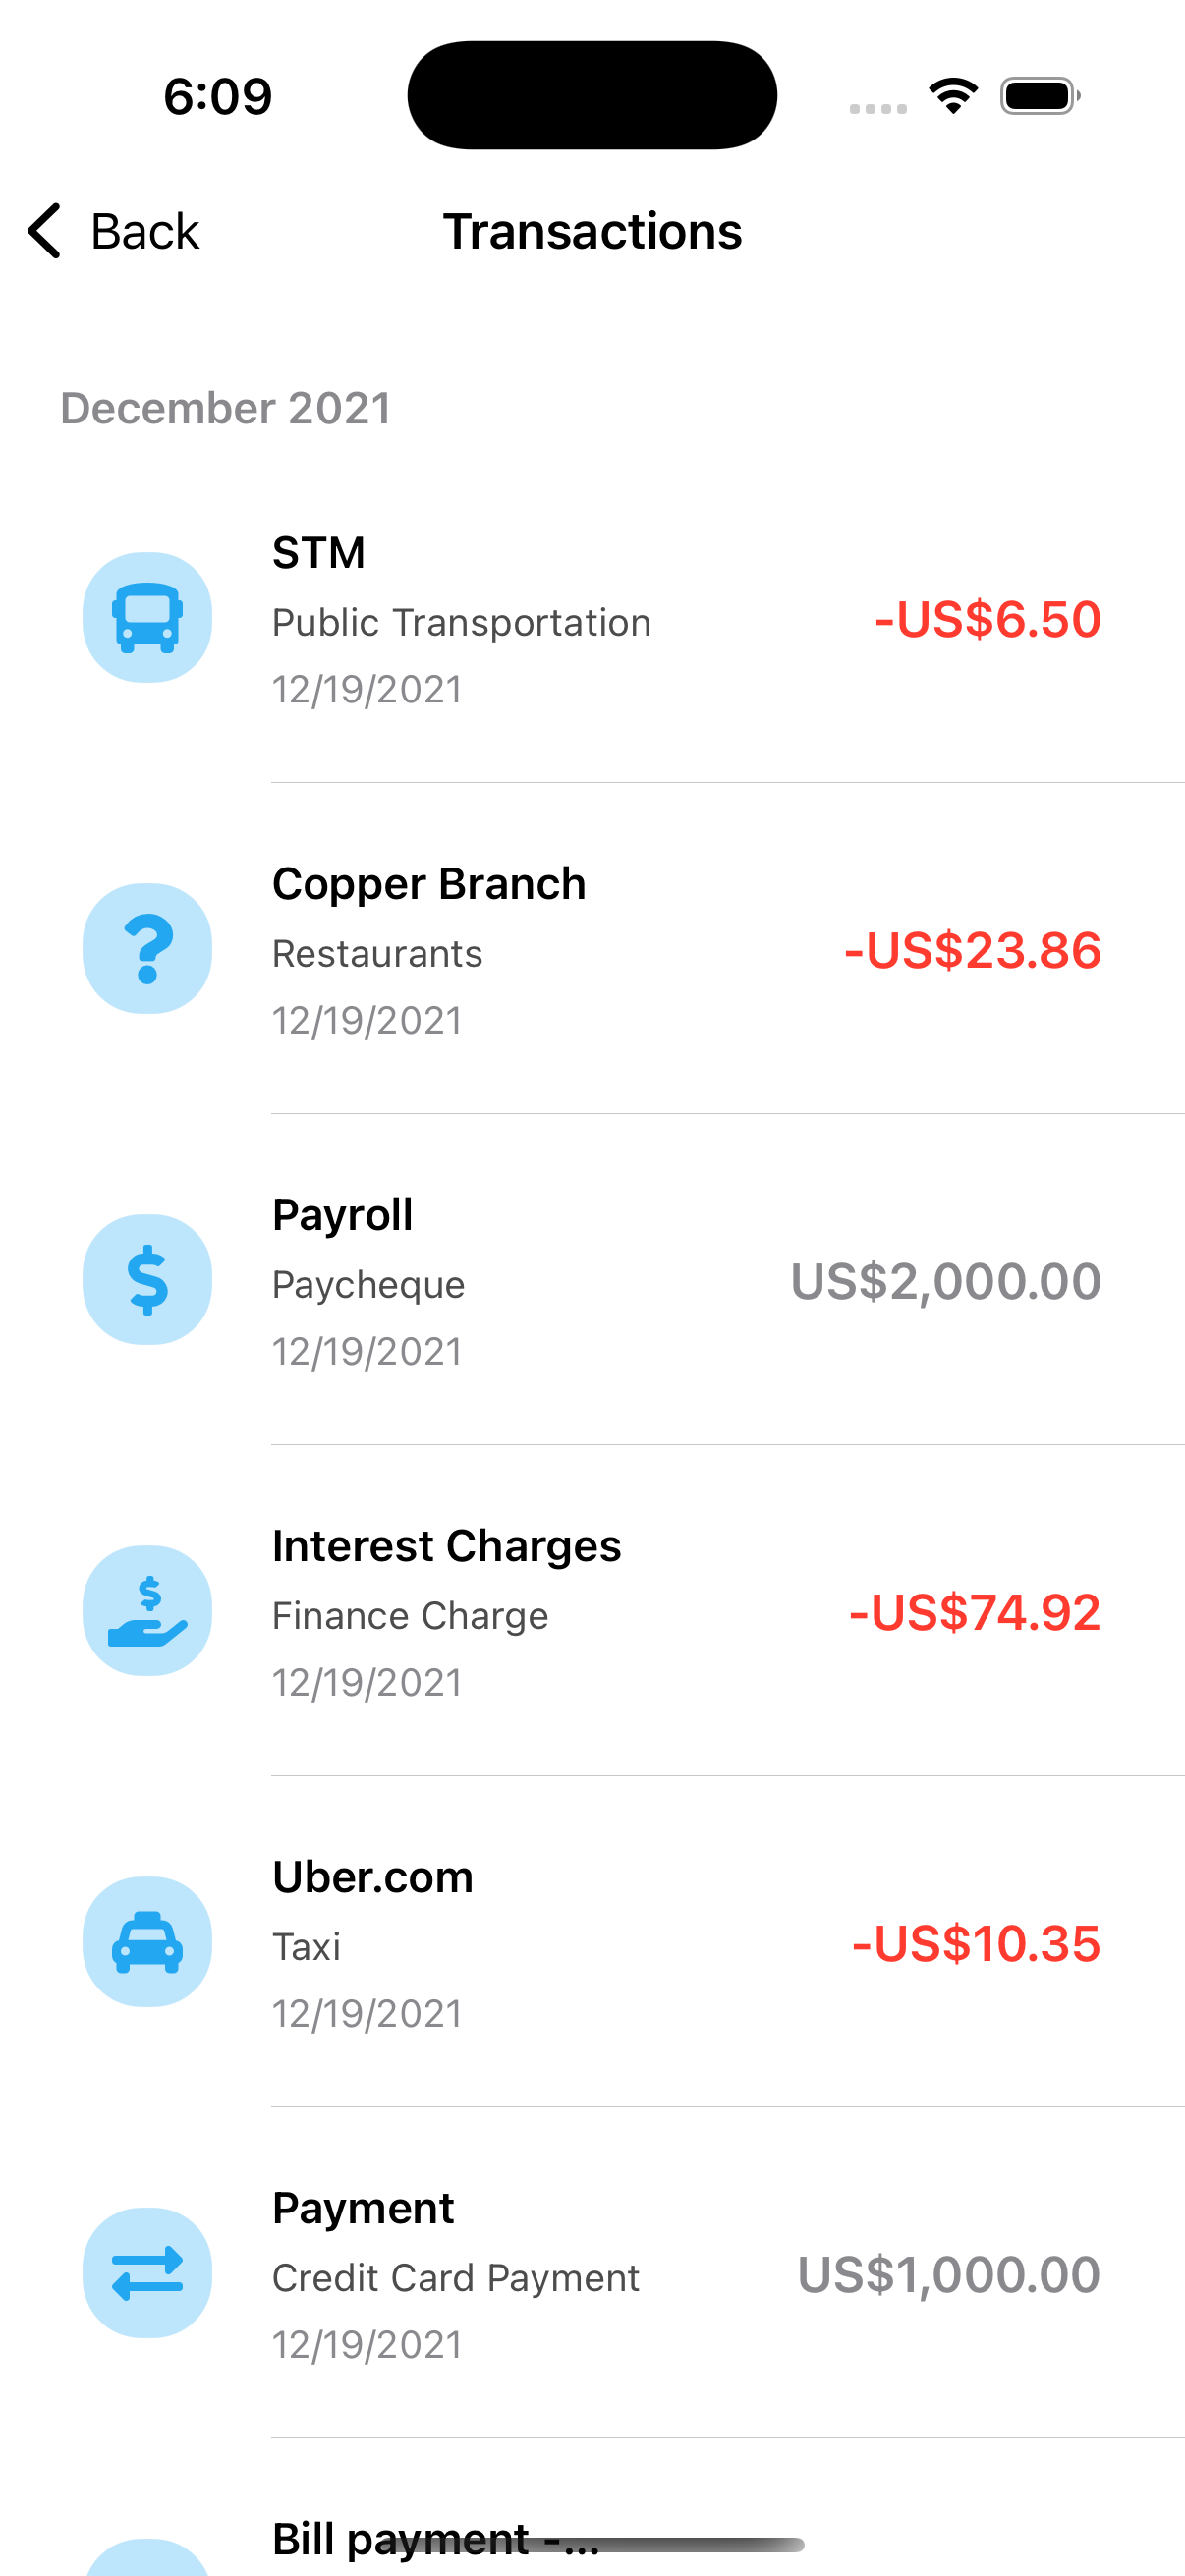 6:09
Back
Transactions
December 2021
STM
Public Transportation
-US$6.50
12/19/2021
Copper Branch
Restaurants
-US$23.86
12/19/2021
Payroll
Paycheque
US$2,000.00
12/19/2021
Interest Charges
Finance Charge
-US$74.92
12/19/2021
Uber.com
Taxi
-US$10.35
12/19/2021
Payment
Credit Card Payment
US$1,000.00
12/19/2021
Bill payment -...